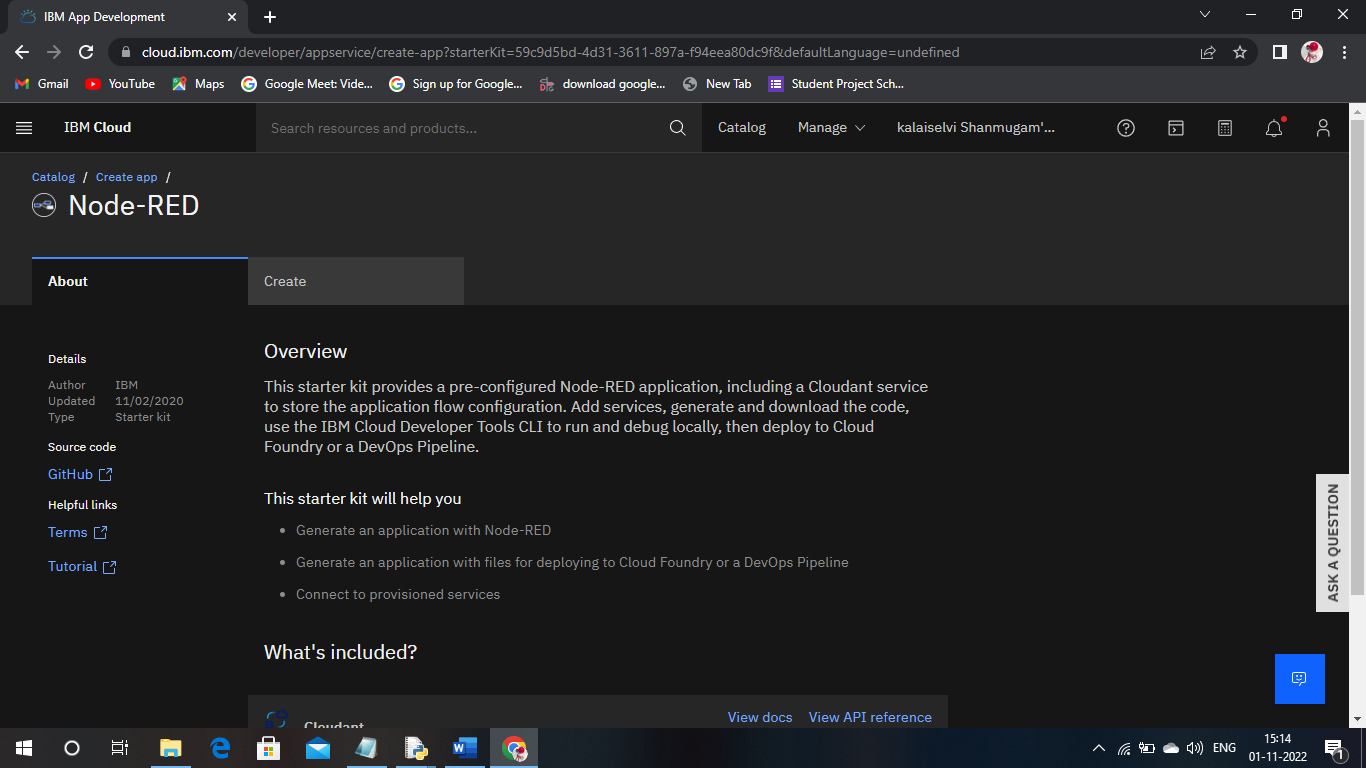 IBM App Development
cloud.ibm.com/developer/appservice/create-app?starterKit=59c9d5bd-4d31-3611-897a-f94eea80dc9f&defaultLanguage=undefined
Gmail YouTube Maps Google Meet: Vide... Sign up for Google... download google... New Tab Student Project Sch...
IBM Cloud Search resources and products... Catalog Manage kalaiselvi Shanmugam'...
Catalog / Create app /
Node-RED
About Create
Details
Author IBM
Updated 11/02/2020
Type Starter kit
Source code
GitHub
Helpful links
Terms
Tutorial
Overview
This starter kit provides a pre-configured Node-RED application, including a Cloudant service
to store the application flow configuration. Add services, generate and download the code,
use the IBM Cloud Developer Tools CLI to run and debug locally, then deploy to Cloud
Foundry or a DevOps Pipeline.
This starter kit will help you
• Generate an application with Node-RED
• Generate an application with files for deploying to Cloud Foundry or a DevOps Pipeline
• Connect to provisioned services
What's included?
Cloudant View docs View API reference
ASK A QUESTION
ENG 15:14
01-11-2022
1